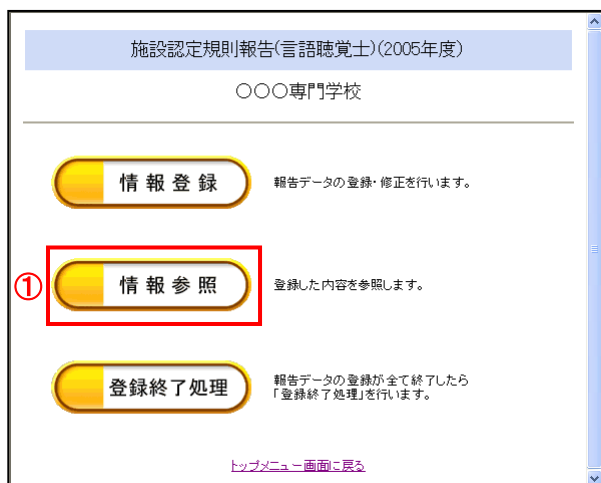 施設認定規則報告(言語聴覚士)(2005年度)
○○○専門学校
情報登録
報告データの登録・修正を行います。
①
情報参照
登録した内容を参照します。
登録終了処理
報告データの登録が全て終了したら
「登録終了処理」を行います。
トップメニュー画面に戻る